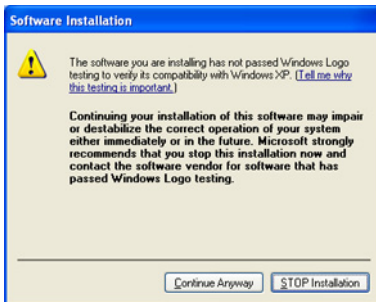 Software Installation
The software you are installing has not passed Windows Logo
testing to verify its compatibility with Windows XP. (Tell me why
this testing is important.)
Continuing your installation of this software may impair
or destabilize the correct operation of your system
either immediately or in the future. Microsoft strongly
recommends that you stop this installation now and
contact the software vendor for software that has
passed Windows Logo testing.
Continue Anyway
STOP Installation